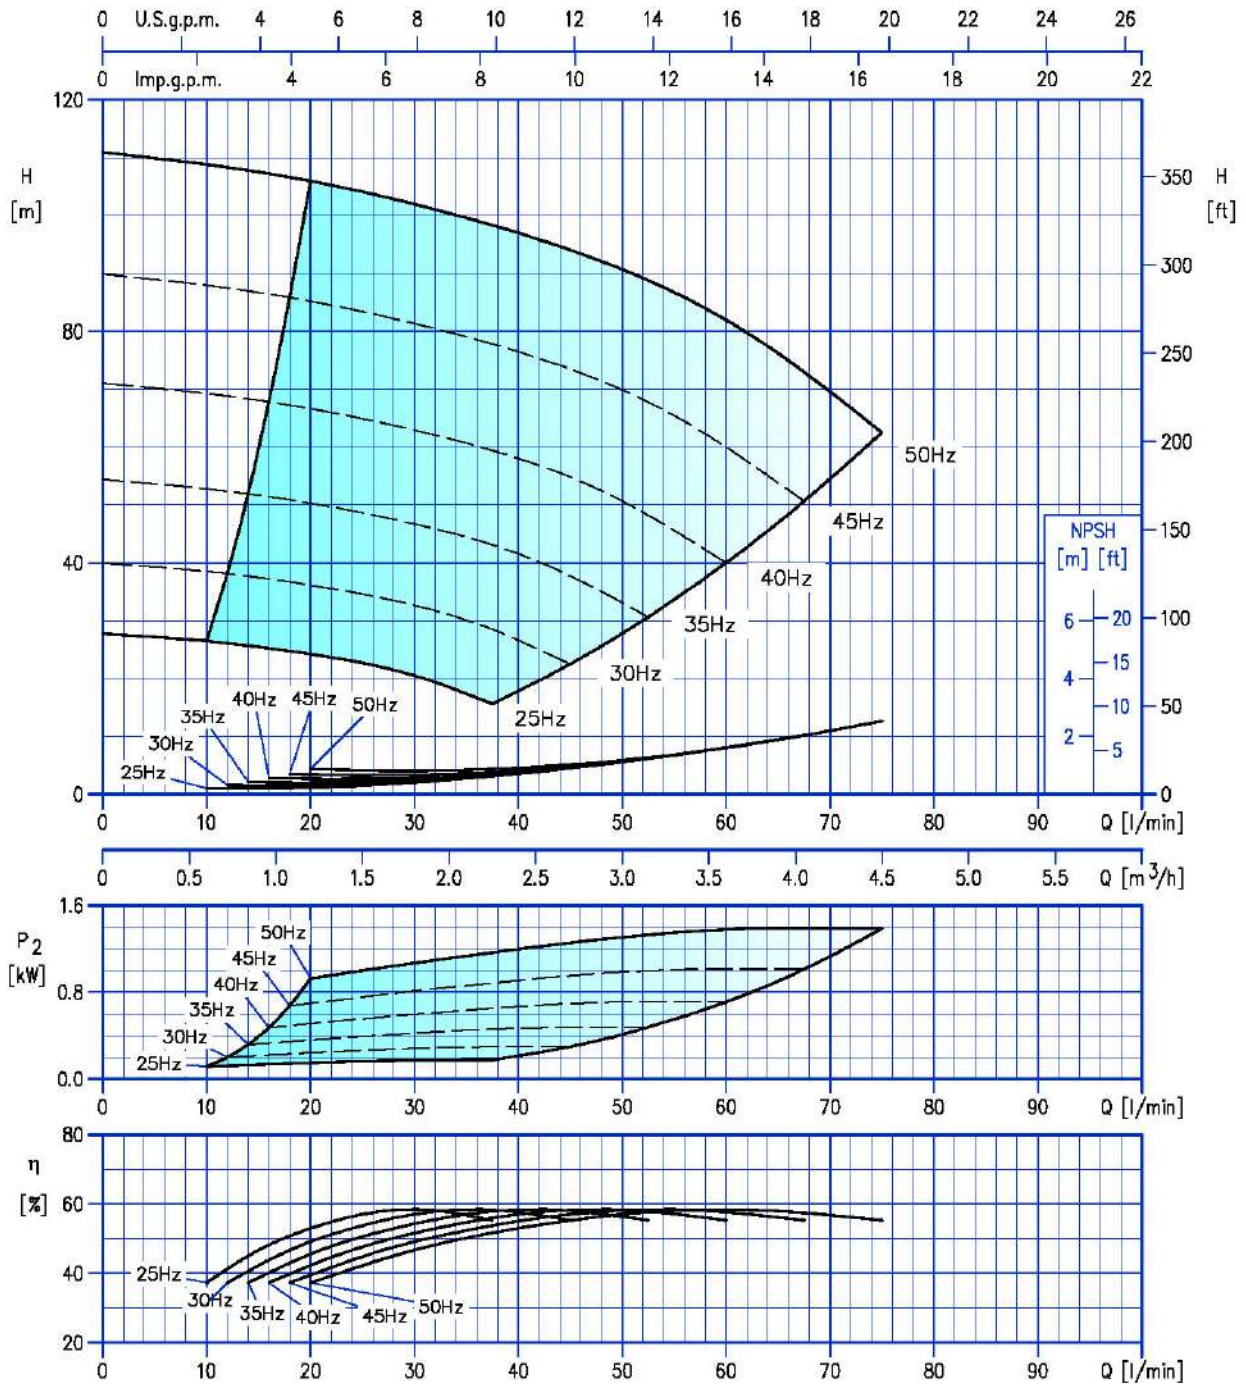 0 U.S.g.p.m. 4 6 8 10 12 14 16 18 20 22 24 26
0 Imp.g.p.m. 4 6 8 10 12 14 16 18 20 22
120
H
[m]
350 H
[ft]
300
80
250
200
50Hz
45Hz
NPSH
[m] [ft]
150
40
40Hz
35Hz
6 20
100
30Hz
15
4
40Hz 45Hz 50Hz
35Hz
25Hz
10 50
30Hz
2
5
25Hz
0 0
0 10 20 30 40 50 60 70 80 90 Q [l/min]
0 0.5 1.0 1.5 2.0 2.5 3.0 3.5 4.0 4.5 5.0 5.5 Q [m³/h]
1.6
P2
[kW]
50Hz
45Hz
0.8
40Hz
35Hz
30Hz
25Hz
0.0
0 10 20 30 40 50 60 70 80 90 Q [l/min]
80
η
[%]
60
40
25Hz
30Hz 35Hz 40Hz 45Hz 50Hz
20
0 10 20 30 40 50 60 70 80 90 Q [l/min]